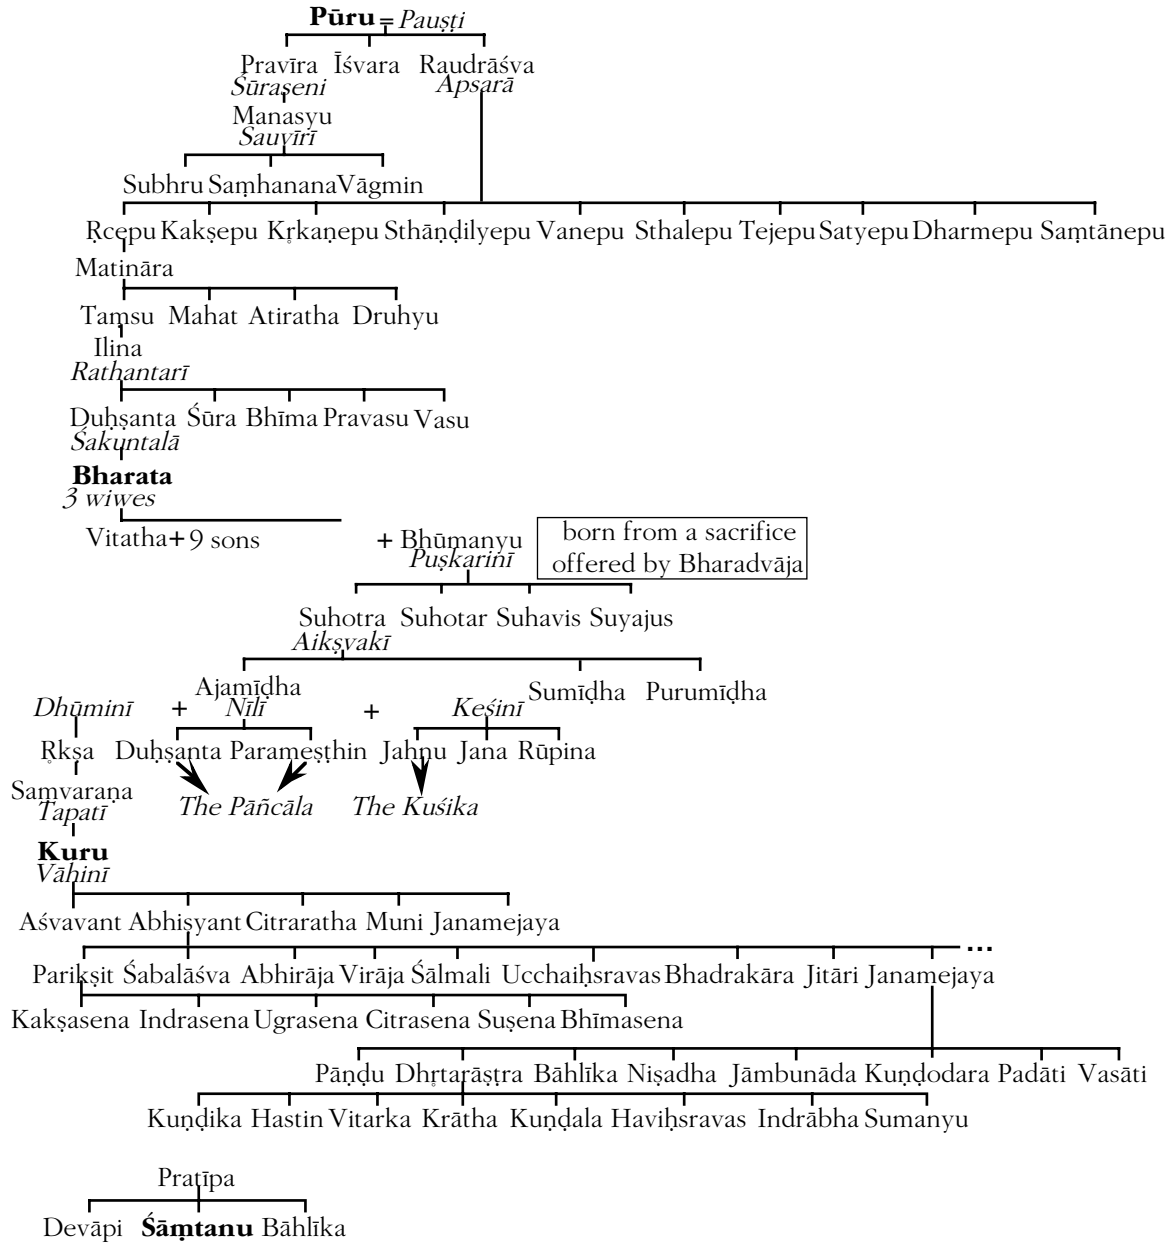 Pūru = Pauṣṭi
Pravīra Īśvara Raudrāśva
Śūraseni Apsarā
Manasyu
Sauvīrī
Subhru Saṃhanana Vāgmin
Ṛcepu Kakṣepu Kṛkaṇepu Sthāṇḍilyepu Vanepu Sthalepu Tejepu Satyepu Dharmepu Saṃtānepu
Matināra
Taṃsu Mahat Atiratha Druhyu
Ilina
Rathantarī
Duḥṣanta Śūra Bhīma Pravasu Vasu
Śakuntalā
Bharata
3 wiwes
Vitatha + 9 sons + Bhūmanyu born from a sacrifice
Puṣkarinī offered by Bharadvāja
Suhotra Suhotar Suhavis Suyajus
Aikṣvakī
Ajamīḍha Sumīḍha Purumīḍha
Dhūminī + Nīlī + Keśinī
Ṛkṣa Duḥṣanta Parameṣṭhin Jahnu Jana Rūpina
Saṃvaraṇa
Tapatī The Pāñcāla The Kuśika
Kuru
Vāhinī
Aśvavant Abhiṣyant Citraratha Muni Janamejaya
...
Parikṣit Śabalāśva Abhirāja Virāja Śālmali Ucchaiḥsravas Bhadrakāra Jitāri Janamejaya
Kakṣasena Indrasena Ugrasena Citrasena Suṣena Bhīmasena
Pāṇḍu Dhṛtarāṣṭra Bāhlīka Niṣadha Jāmbunāda Kuṇḍodara Padāti Vasāti
Kuṇḍika Hastin Vitarka Krātha Kuṇḍala Haviḥsravas Indrābha Sumanyu
Pratīpa
Devāpi Śāṃtanu Bāhlīka